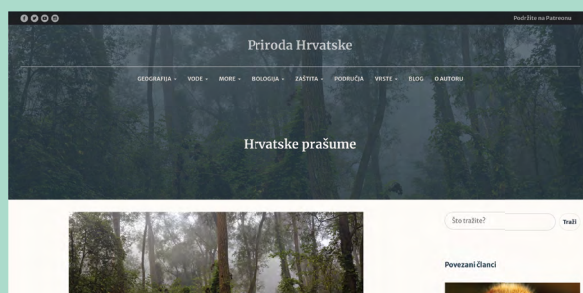 Podržite na Patreonu
Priroda Hrvatske
GEOGRAFIJA VODE MORE BOLOGIJA ZAŠTITA PODRUČJA VRSTE BLOG O AUTORU
Hrvatske prašume
Što tražite? Traži
Povezani članci